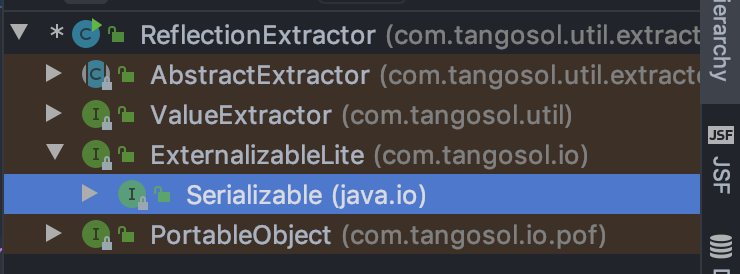 * ReflectionExtractor (com.tangosol.util.extract
AbstractExtractor (com.tangosol.util.extracto
ValueExtractor (com.tangosol.util)
ExternalizableLite (com.tangosol.io)
Serializable (java.io)
PortableObject (com.tangosol.io.pof)
ierarchy
JSF
JSF